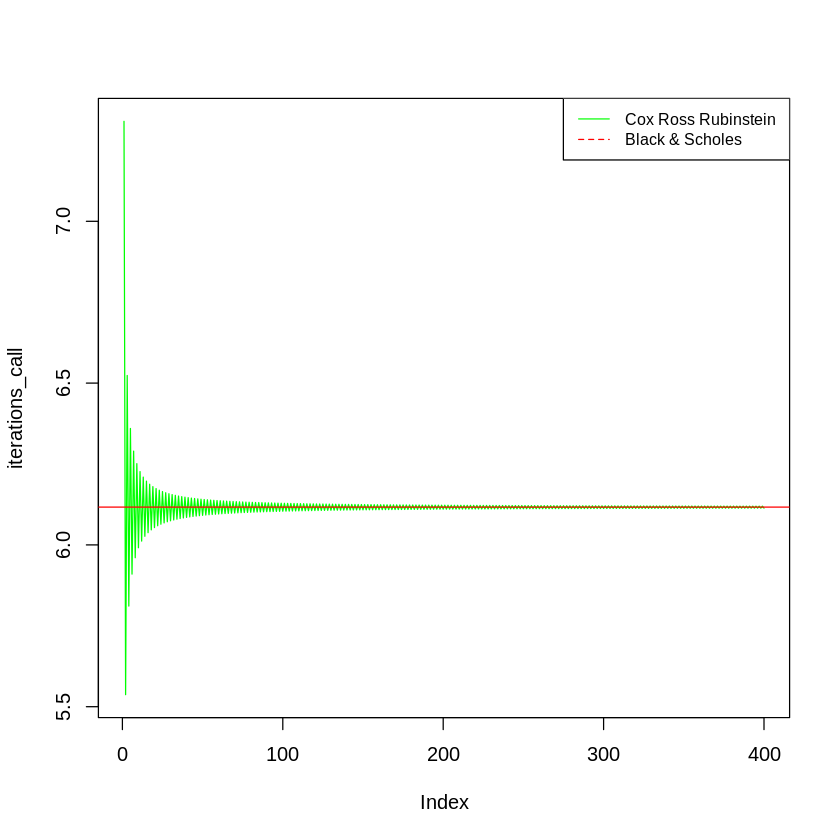 Cox Ross Rubinstein
Black & Scholes
7.0
6.5
6.0
5.5
iterations_call
0 100 200 300 400
Index